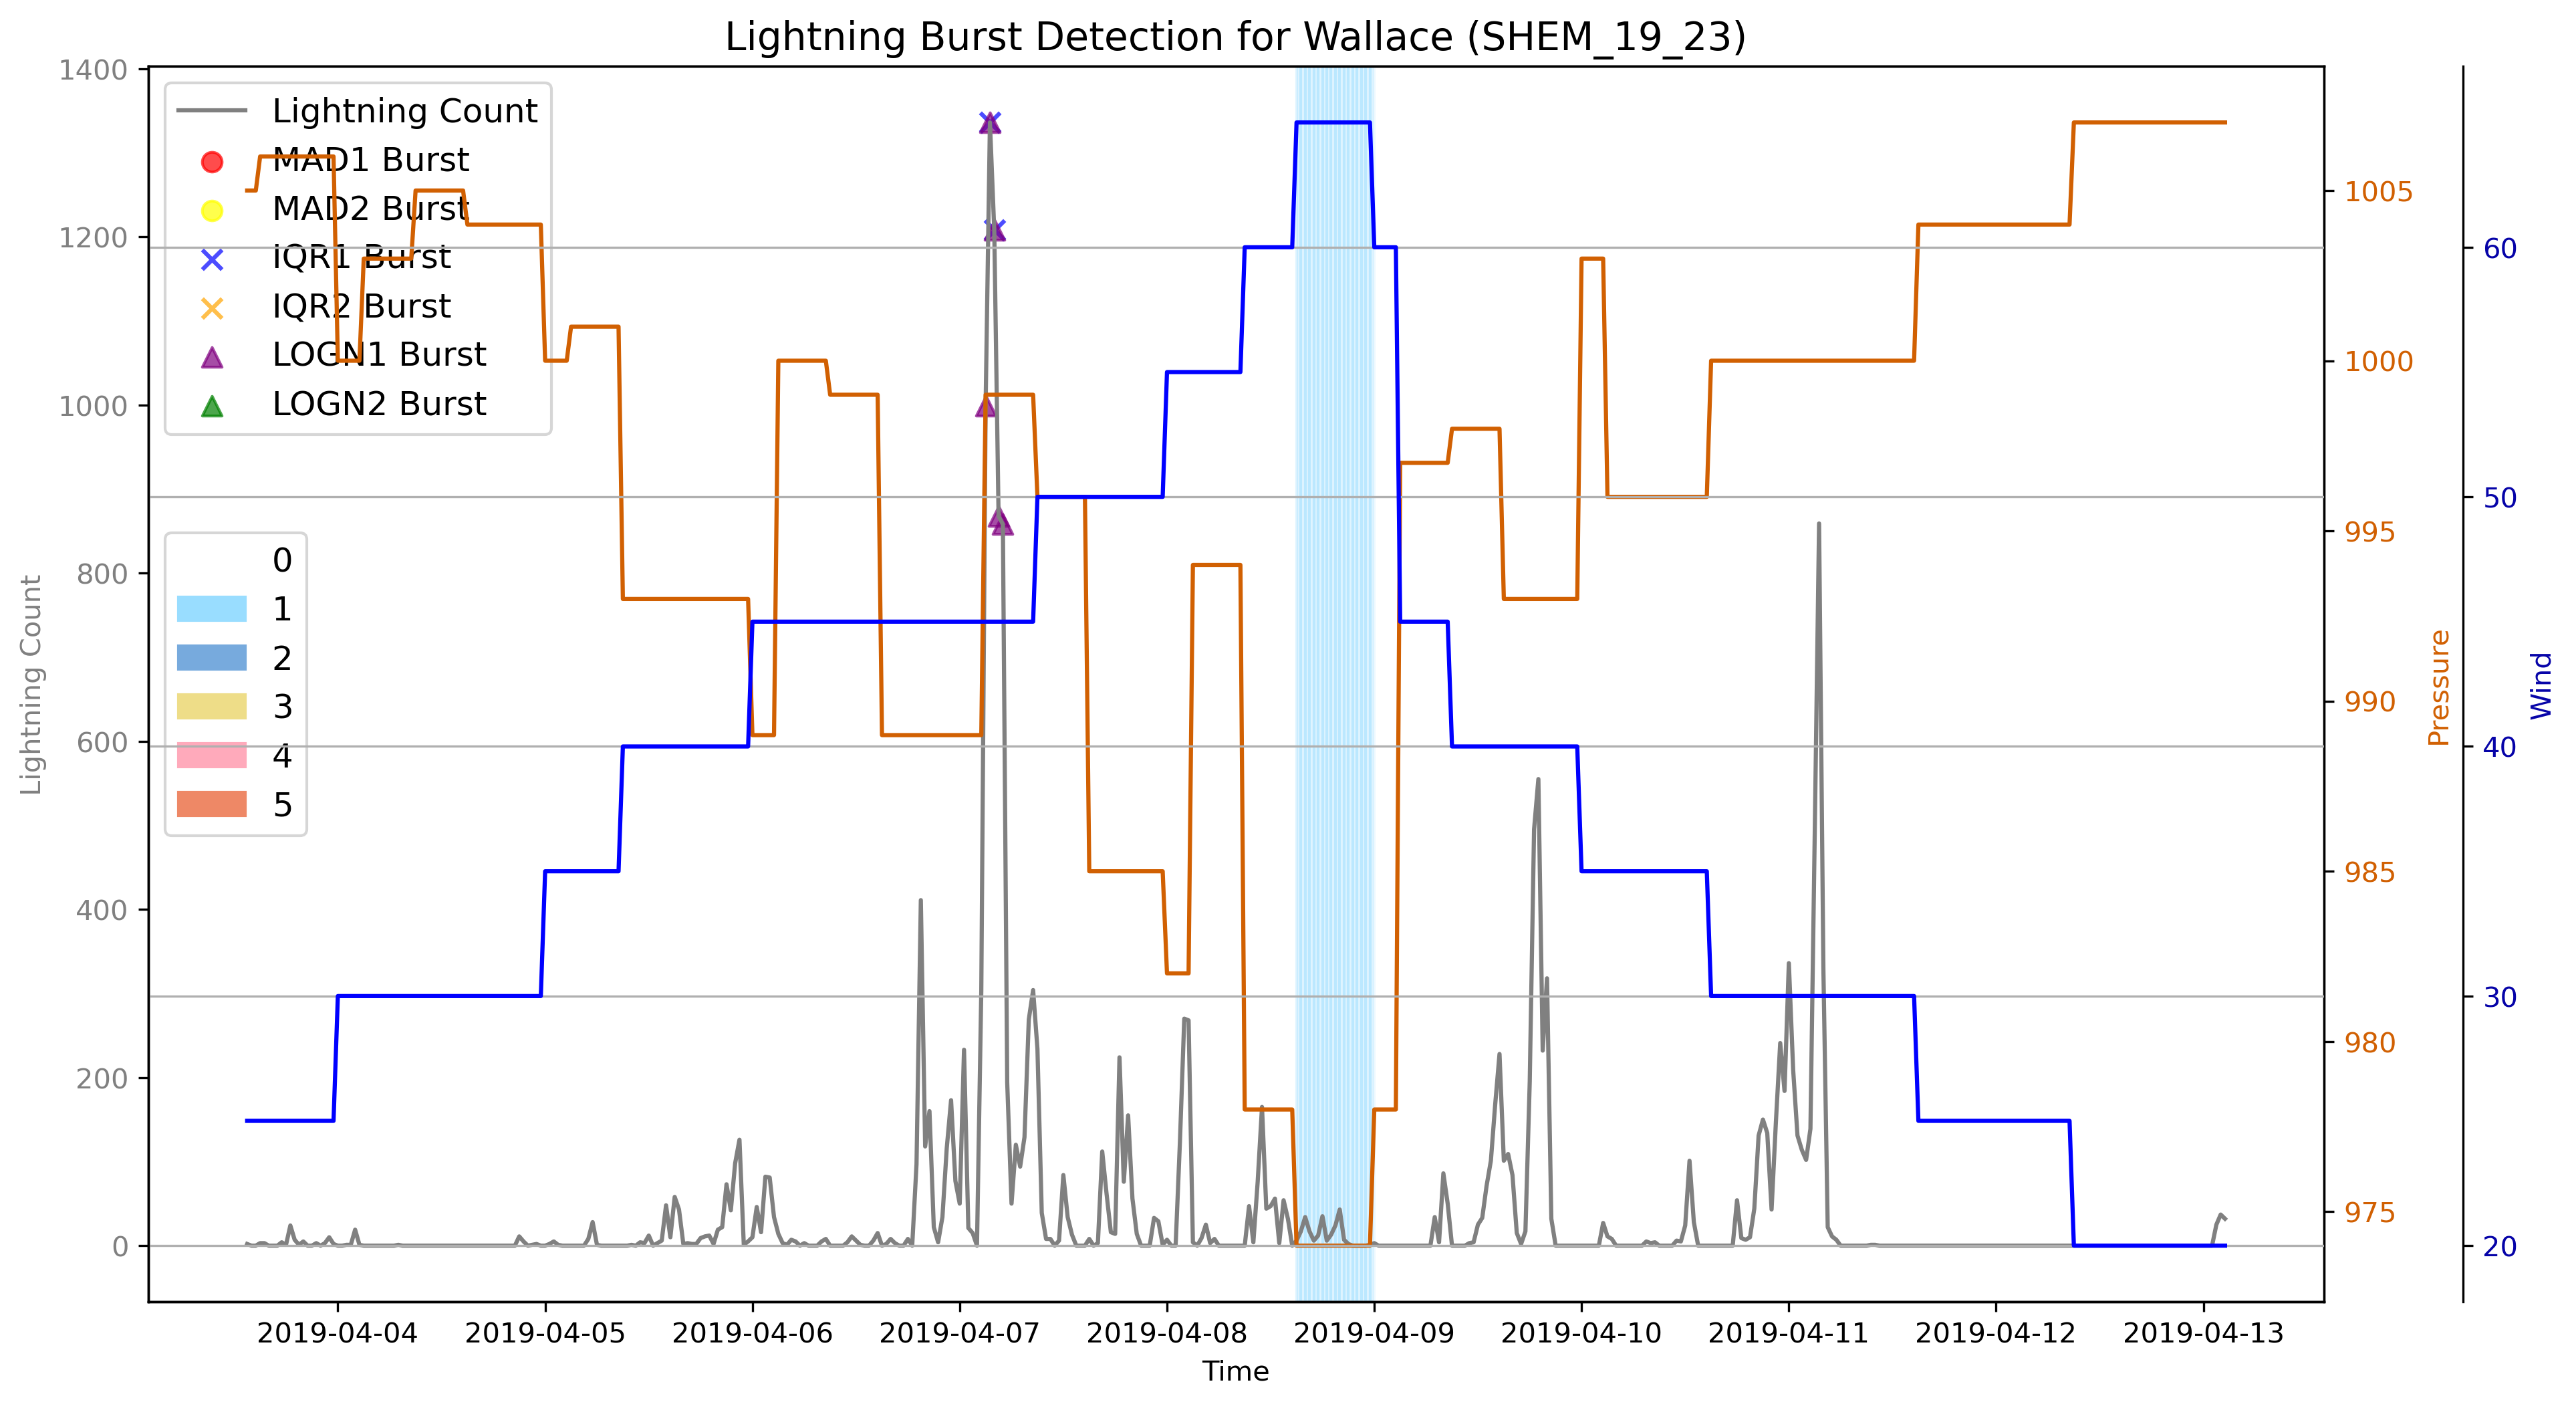 Lightning Burst Detection for Wallace (SHEM_19_23)
1400
1200
1000
800
600
400
200
0
Lightning Count
Lightning Count
MAD1 Burst
MAD2 Burst
IQR1 Burst
IQR2 Burst
LOGN1 Burst
LOGN2 Burst
0
1
2
3
4
5
1005
1000
995
990
985
980
975
Pressure
60
50
40
30
20
Wind
2019-04-04 2019-04-05 2019-04-06 2019-04-07 2019-04-08 2019-04-09 2019-04-10 2019-04-11 2019-04-12 2019-04-13
Time